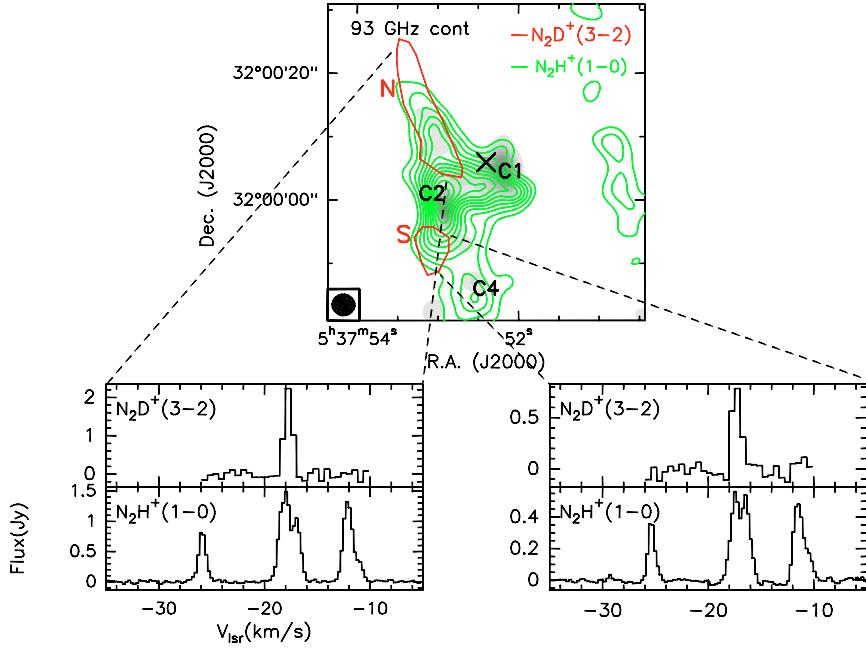 93 GHz cont
N₂D⁺(3−2)
N₂H⁺(1−0)
32°00'20"
N
C1
32°00'00"
C2
S
C4
Dec. (J2000)
5ʰ37ᵐ54ˢ
52ˢ
R.A. (J2000)
N₂D⁺(3−2)
2
1
0
N₂H⁺(1−0)
1.5
1
0.5
0
Flux(Jy)
−30
−20
−10
V_lsr(km/s)
N₂D⁺(3−2)
0.5
0
N₂H⁺(1−0)
0.4
0.2
0
−30
−20
−10